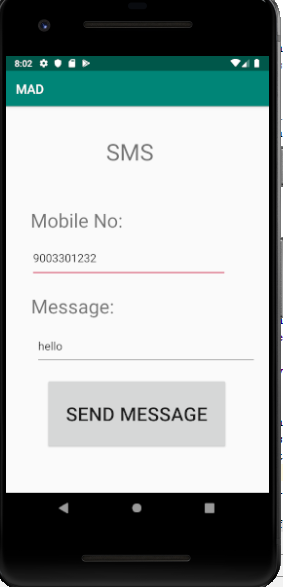 8:02
MAD
SMS
Mobile No:
9003301232
Message:
hello
SEND MESSAGE